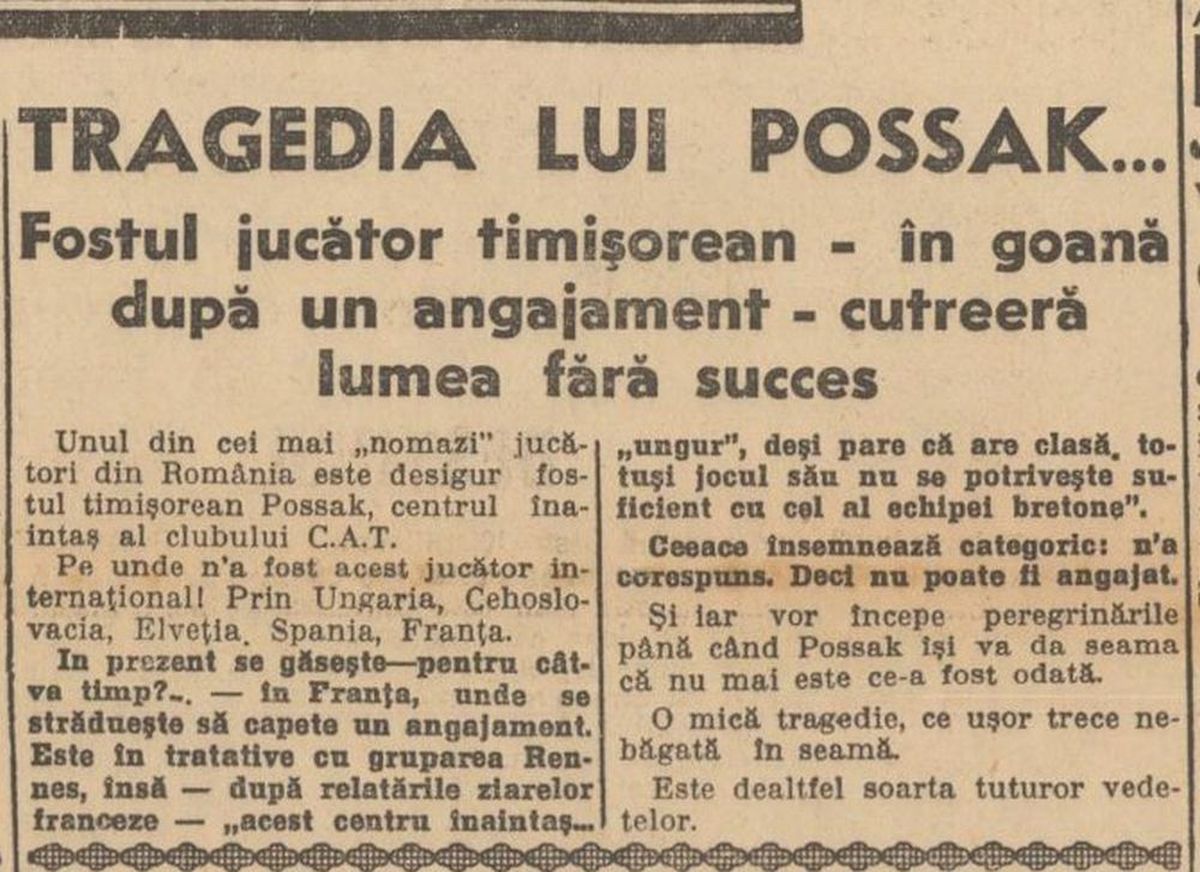 TRAGEDIA LUI POSSAK...
Fostul jucător timişorean - în goană
după un angajament - cutreeră
lumea fără succes
Unul din cei mai „nomazi" jucă-
tori din România este desigur fos-
tul timişorean Possak, centrul îna-
intaş al clubului C.A.T.
Pe unde n'a fost acest jucător in-
ternaţional! Prin Ungaria, Cehoslo-
vacia, Elveţia. Spania, Franţa.
In prezent se găseşte—pentru cât-
va timp?... — în Franţa, unde se
strădueşte să capete un angajament.
Este în tratative cu gruparea Ren-
nes, însă — după relatările ziarelor
franceze — „acest centru înaintaş...
„ungur", deşi pare că are clasă, to-
tuşi jocul său nu se potriveşte su-
ficient cu cel al echipei bretone".
Ceeace însemnează categoric: n'a
corespuns. Deci nu poate fi angajat.
Şi iar vor începe peregrinările
până când Possak îşi va da seama
că nu mai este ce-a fost odată.
O mică tragedie, ce uşor trece ne-
băgată în seamă.
Este dealtfel soarta tuturor vede-
telor.